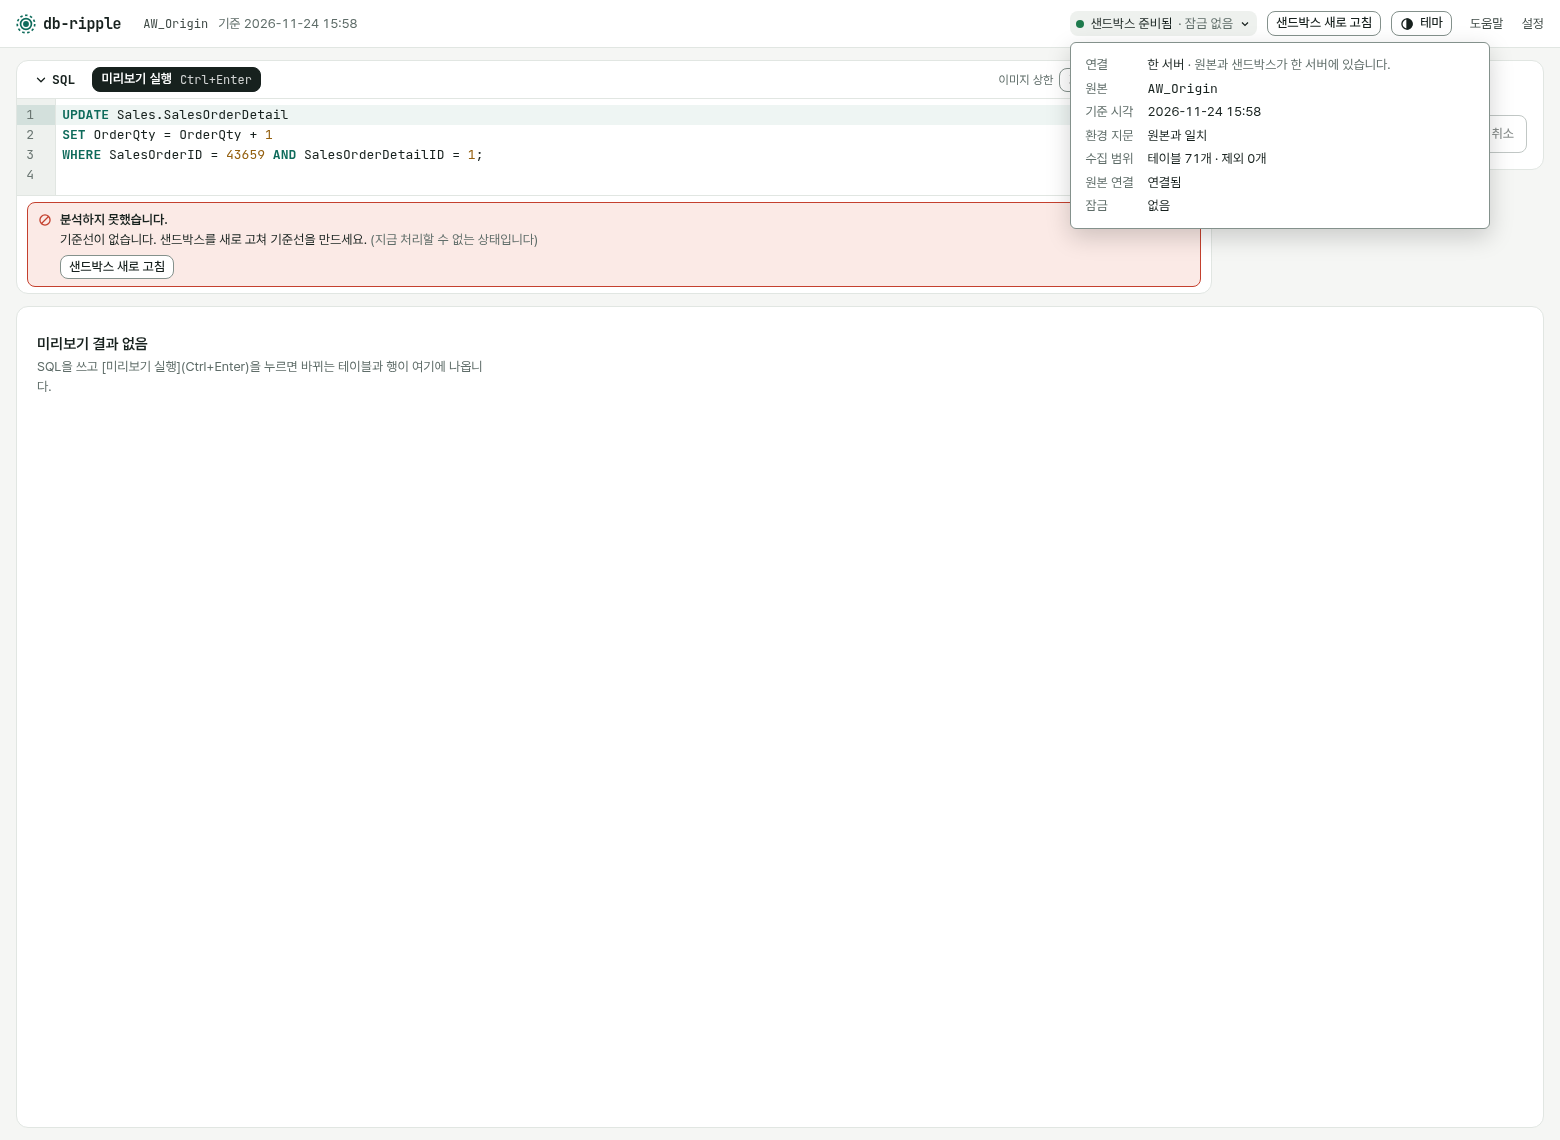 db-ripple AW_Origin 기준 2026-11-24 15:58 샌드박스 준비됨 · 잠금 없음 샌드박스 새로 고침 테마 도움말 설정
SQL 미리보기 실행 Ctrl+Enter 이미지 상한
1 UPDATE Sales.SalesOrderDetail
2 SET OrderQty = OrderQty + 1
3 WHERE SalesOrderID = 43659 AND SalesOrderDetailID = 1;
4
연결 한 서버 · 원본과 샌드박스가 한 서버에 있습니다.
원본 AW_Origin
기준 시각 2026-11-24 15:58
환경 지문 원본과 일치
수집 범위 테이블 71개 · 제외 0개
원본 연결 연결됨
잠금 없음
취소
분석하지 못했습니다.
기준선이 없습니다. 샌드박스를 새로 고쳐 기준선을 만드세요. (지금 처리할 수 없는 상태입니다)
샌드박스 새로 고침
미리보기 결과 없음
SQL을 쓰고 [미리보기 실행](Ctrl+Enter)을 누르면 바뀌는 테이블과 행이 여기에 나옵니
다.